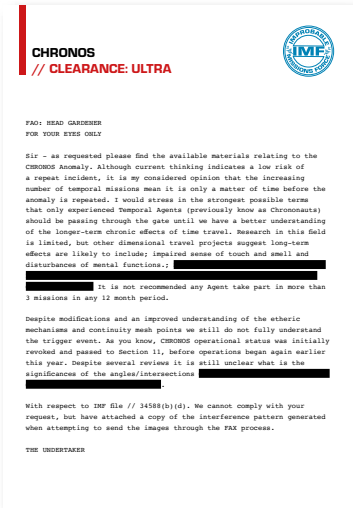 CHRONOS
// CLEARANCE: ULTRA
IMPROBABLE
IMF
MISSIONS FORCE
FAO: HEAD GARDENER
FOR YOUR EYES ONLY
Sir - as requested please find the available materials relating to the
CHRONOS Anomaly. Although current thinking indicates a low risk of
a repeat incident, it is my considered opinion that the increasing
number of temporal missions mean it is only a matter of time before the
anomaly is repeated. I would stress in the strongest possible terms
that only experienced Temporal Agents (previously know as Chrononauts)
should be passing through the gate until we have a better understanding
of the longer-term chronic effects of time travel. Research in this field
is limited, but other dimensional travel projects suggest long-term
effects are likely to include; impaired sense of touch and smell and
disturbances of mental functions.;
It is not recommended any Agent take part in more than
3 missions in any 12 month period.
Despite modifications and an improved understanding of the etheric
mechanisms and continuity mesh points we still do not fully understand
the trigger event. As you know, CHRONOS operational status was initially
revoked and passed to Section 11, before operations began again earlier
this year. Despite several reviews it is still unclear what is the
significances of the angles/intersections
.
With respect to IMF file // 34588(b)(d). We cannot comply with your
request, but have attached a copy of the interference pattern generated
when attempting to send the images through the FAX process.
THE UNDERTAKER